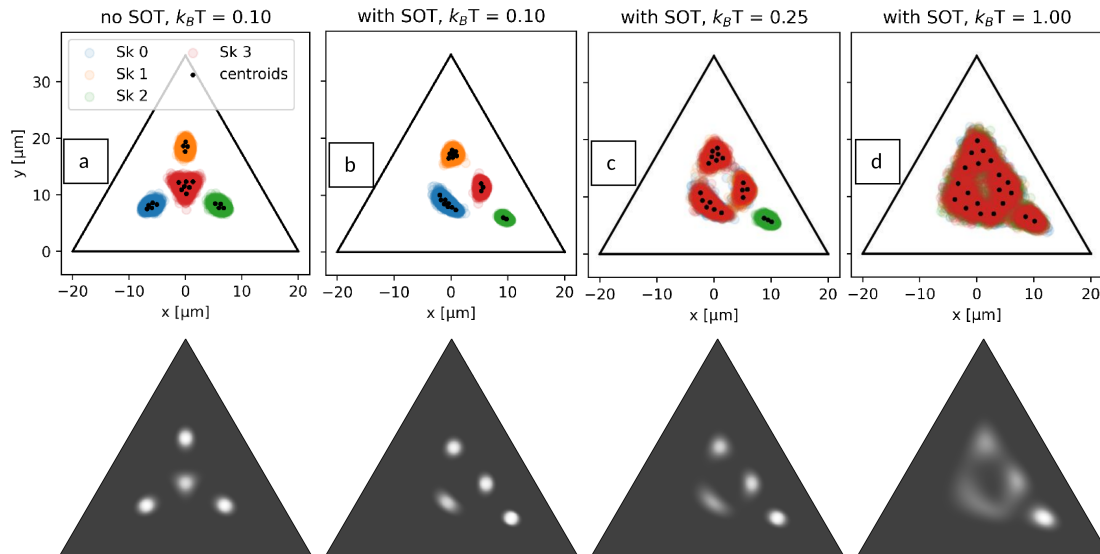 no SOT, k_BT = 0.10
with SOT, k_BT = 0.10
with SOT, k_BT = 0.25
with SOT, k_BT = 1.00
Sk 0
Sk 1
Sk 2
Sk 3
centroids
a
b
c
d
y [μm]
30
20
10
0
−20 −10 0 10 20
x [μm]
−20 −10 0 10 20
x [μm]
−20 −10 0 10 20
x [μm]
−20 −10 0 10 20
x [μm]